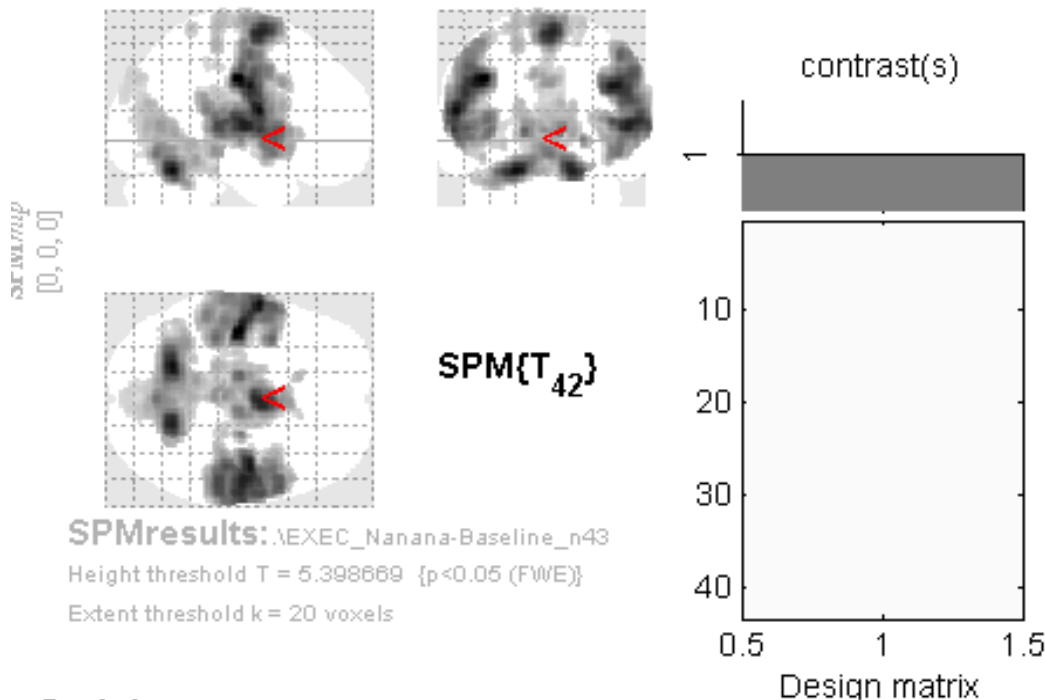 contrast(s)
1
SPMmip
[0, 0, 0]
SPM{T42}
10
20
30
40
0.5 1 1.5
Design matrix
SPMresults: .\EXEC_Nanana-Baseline_n43
Height threshold T = 5.398669 {p<0.05 (FWE)}
Extent threshold k = 20 voxels